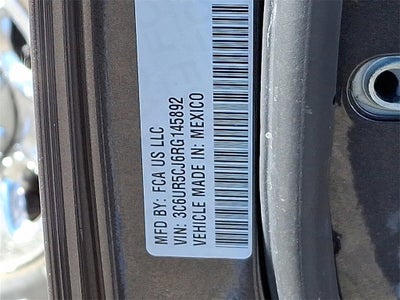 MFD BY: FCA US LLC
VIN: 3C6UR5CJ6RG145892
VEHICLE MADE IN: MEXICO